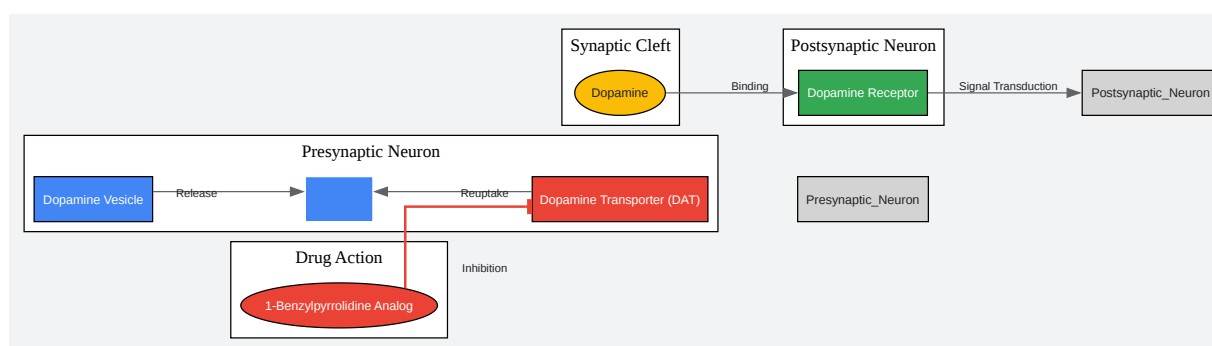 Synaptic Cleft
Dopamine
Binding
Postsynaptic Neuron
Dopamine Receptor
Signal Transduction
Postsynaptic_Neuron
Presynaptic Neuron
Dopamine Vesicle
Release
Reuptake
Dopamine Transporter (DAT)
Presynaptic_Neuron
Drug Action
1-Benzylpyrrolidine Analog
Inhibition